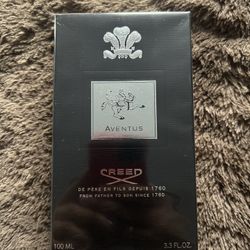 AVENTUS
CREED
DE PÈRE EN FILS DEPUIS 1760
FROM FATHER TO SON SINCE 1760
100 ML 3.3 FL.OZ.